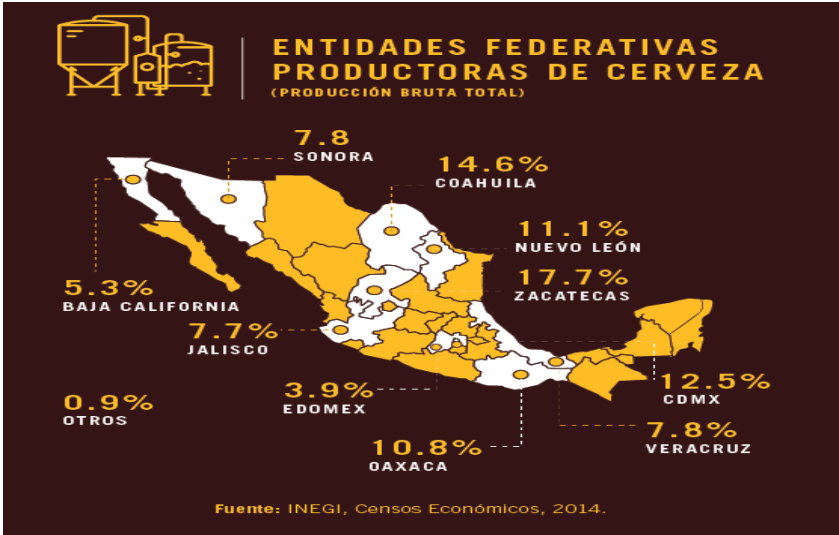 ENTIDADES FEDERATIVAS
PRODUCTORAS DE CERVEZA
(PRODUCCIÓN BRUTA TOTAL)
7.8
SONORA
14.6%
COAHUILA
11.1%
NUEVO LEÓN
5.3%
BAJA CALIFORNIA
17.7%
ZACATECAS
7.7%
JALISCO
0.9%
OTROS
3.9%
EDOMEX
12.5%
CDMX
10.8%
OAXACA
7.8%
VERACRUZ
Fuente: INEGI, Censos Económicos, 2014.